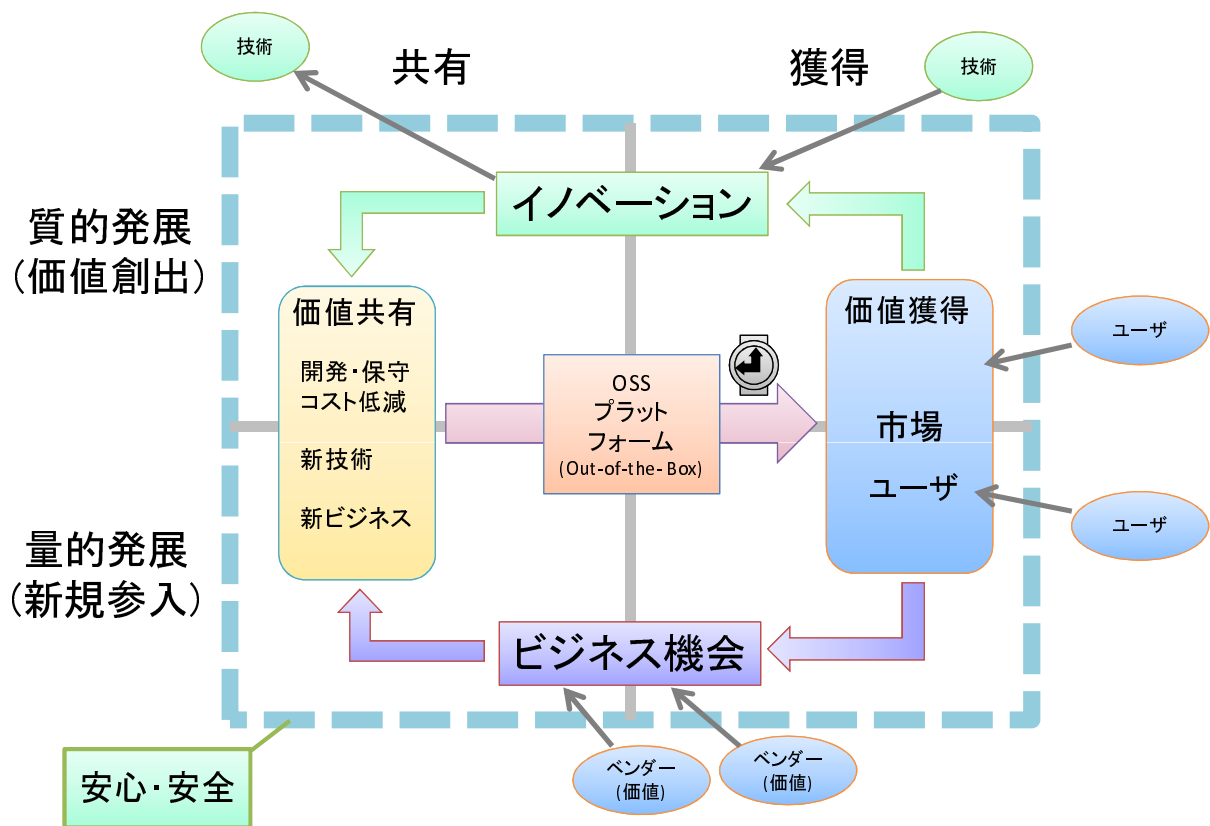 技術
共有
獲得
技術
イノベーション
質的発展
(価値創出)
価値共有
開発・保守
コスト低減
新技術
新ビジネス
OSS
プラット
フォーム
(Out-of-the- Box)
価値獲得
市場
ユーザ
ユーザ
ユーザ
量的発展
(新規参入)
ビジネス機会
ベンダー
(価値)
ベンダー
(価値)
安心・安全